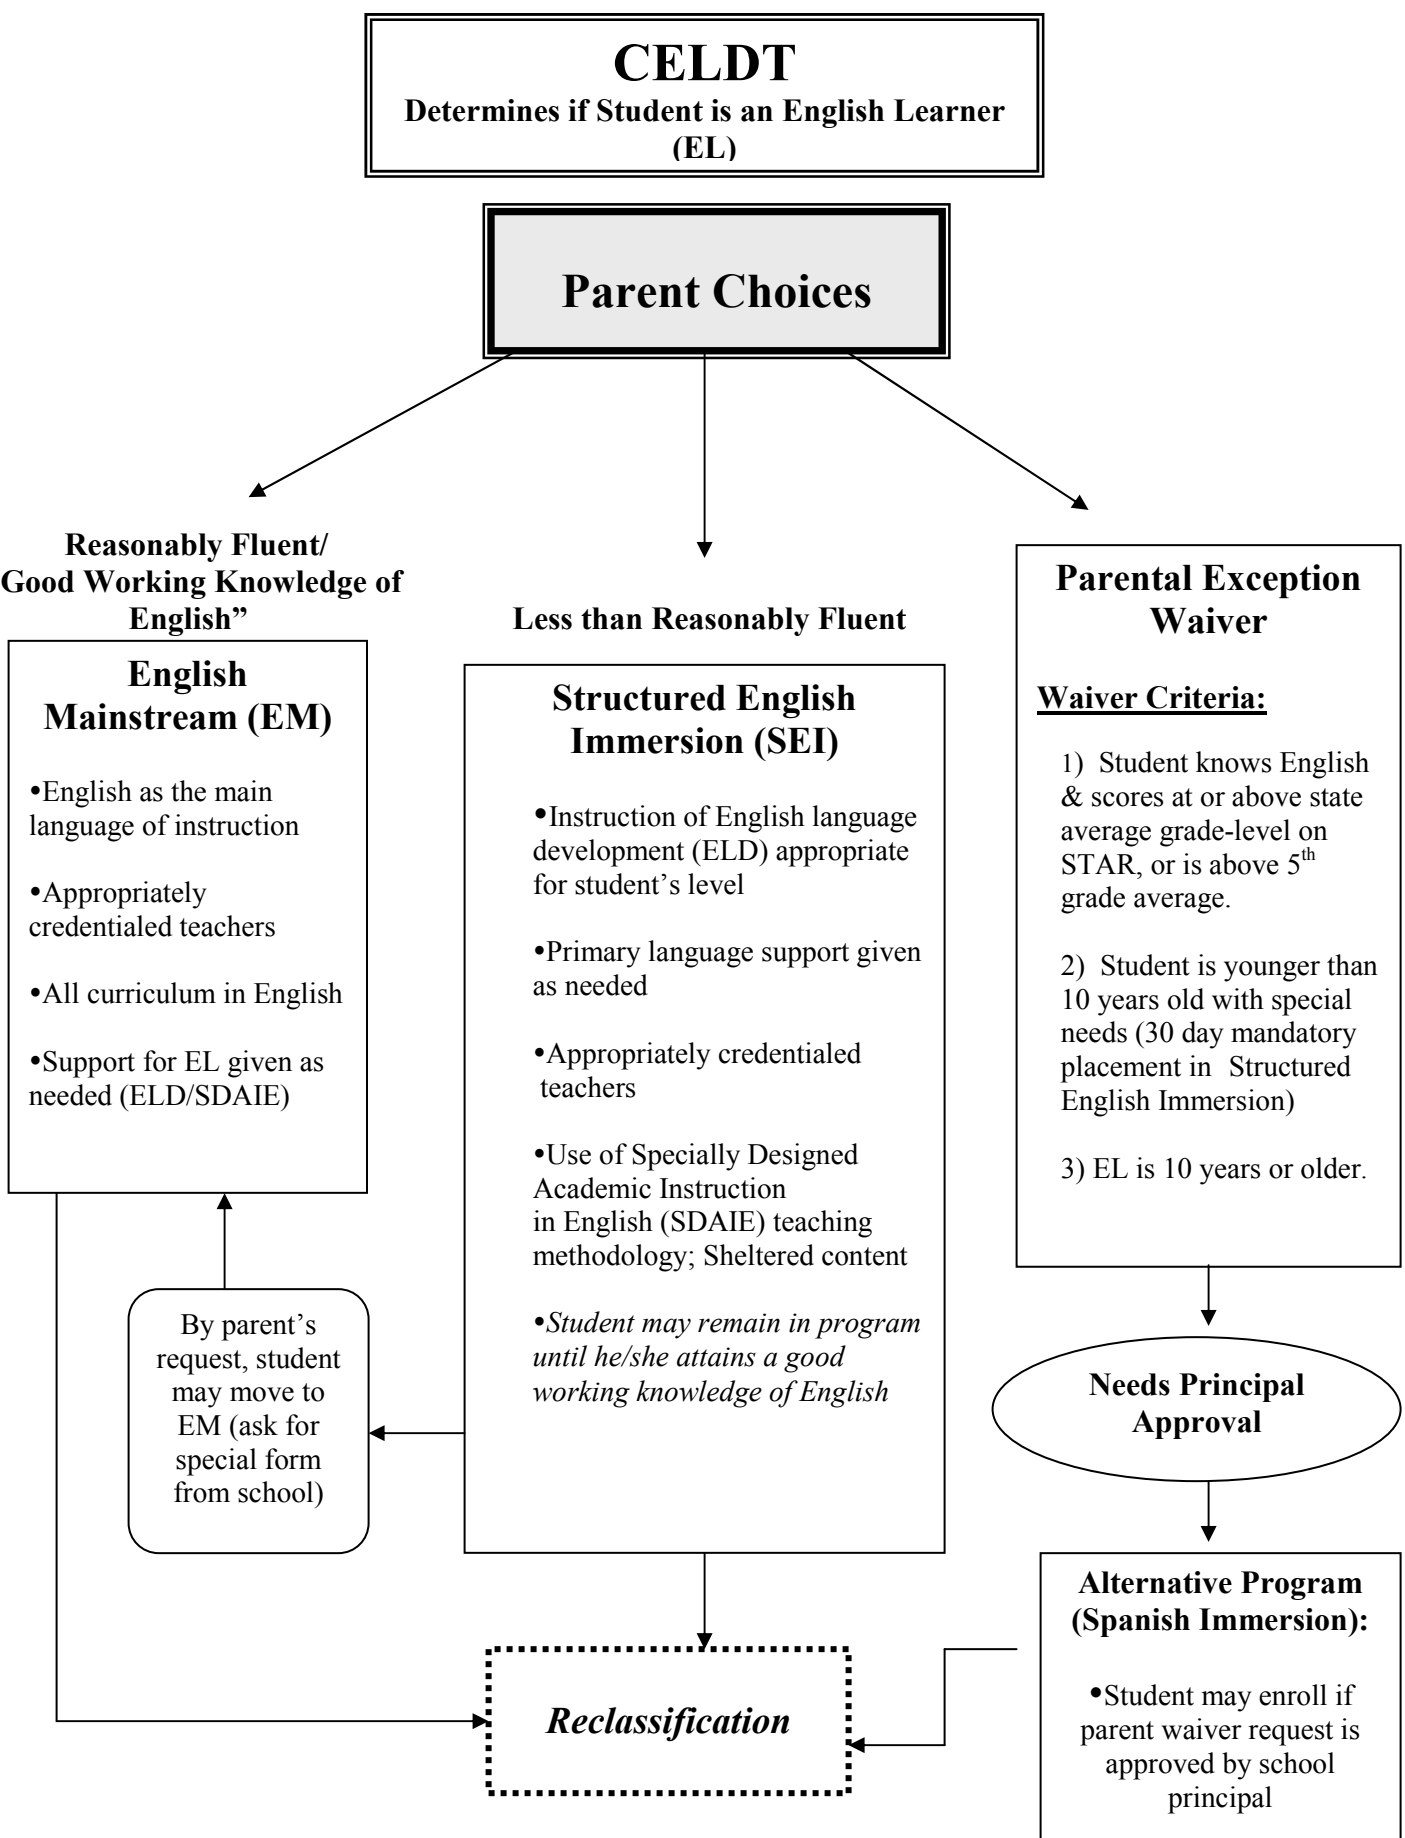 CELDT
Determines if Student is an English Learner
(EL)
Parent Choices
Reasonably Fluent/
Good Working Knowledge of
English”
English
Mainstream (EM)
•English as the main
language of instruction
•Appropriately
credentialed teachers
•All curriculum in English
•Support for EL given as
needed (ELD/SDAIE)
By parent’s
request, student
may move to
EM (ask for
special form
from school)
Less than Reasonably Fluent
Structured English
Immersion (SEI)
•Instruction of English language
development (ELD) appropriate
for student’s level
•Primary language support given
as needed
•Appropriately credentialed
teachers
•Use of Specially Designed
Academic Instruction
in English (SDAIE) teaching
methodology; Sheltered content
•Student may remain in program
until he/she attains a good
working knowledge of English
Parental Exception
Waiver
Waiver Criteria:
1) Student knows English
& scores at or above state
average grade-level on
STAR, or is above 5th
grade average.
2) Student is younger than
10 years old with special
needs (30 day mandatory
placement in Structured
English Immersion)
3) EL is 10 years or older.
Needs Principal
Approval
Alternative Program
(Spanish Immersion):
•Student may enroll if
parent waiver request is
approved by school
principal
Reclassification